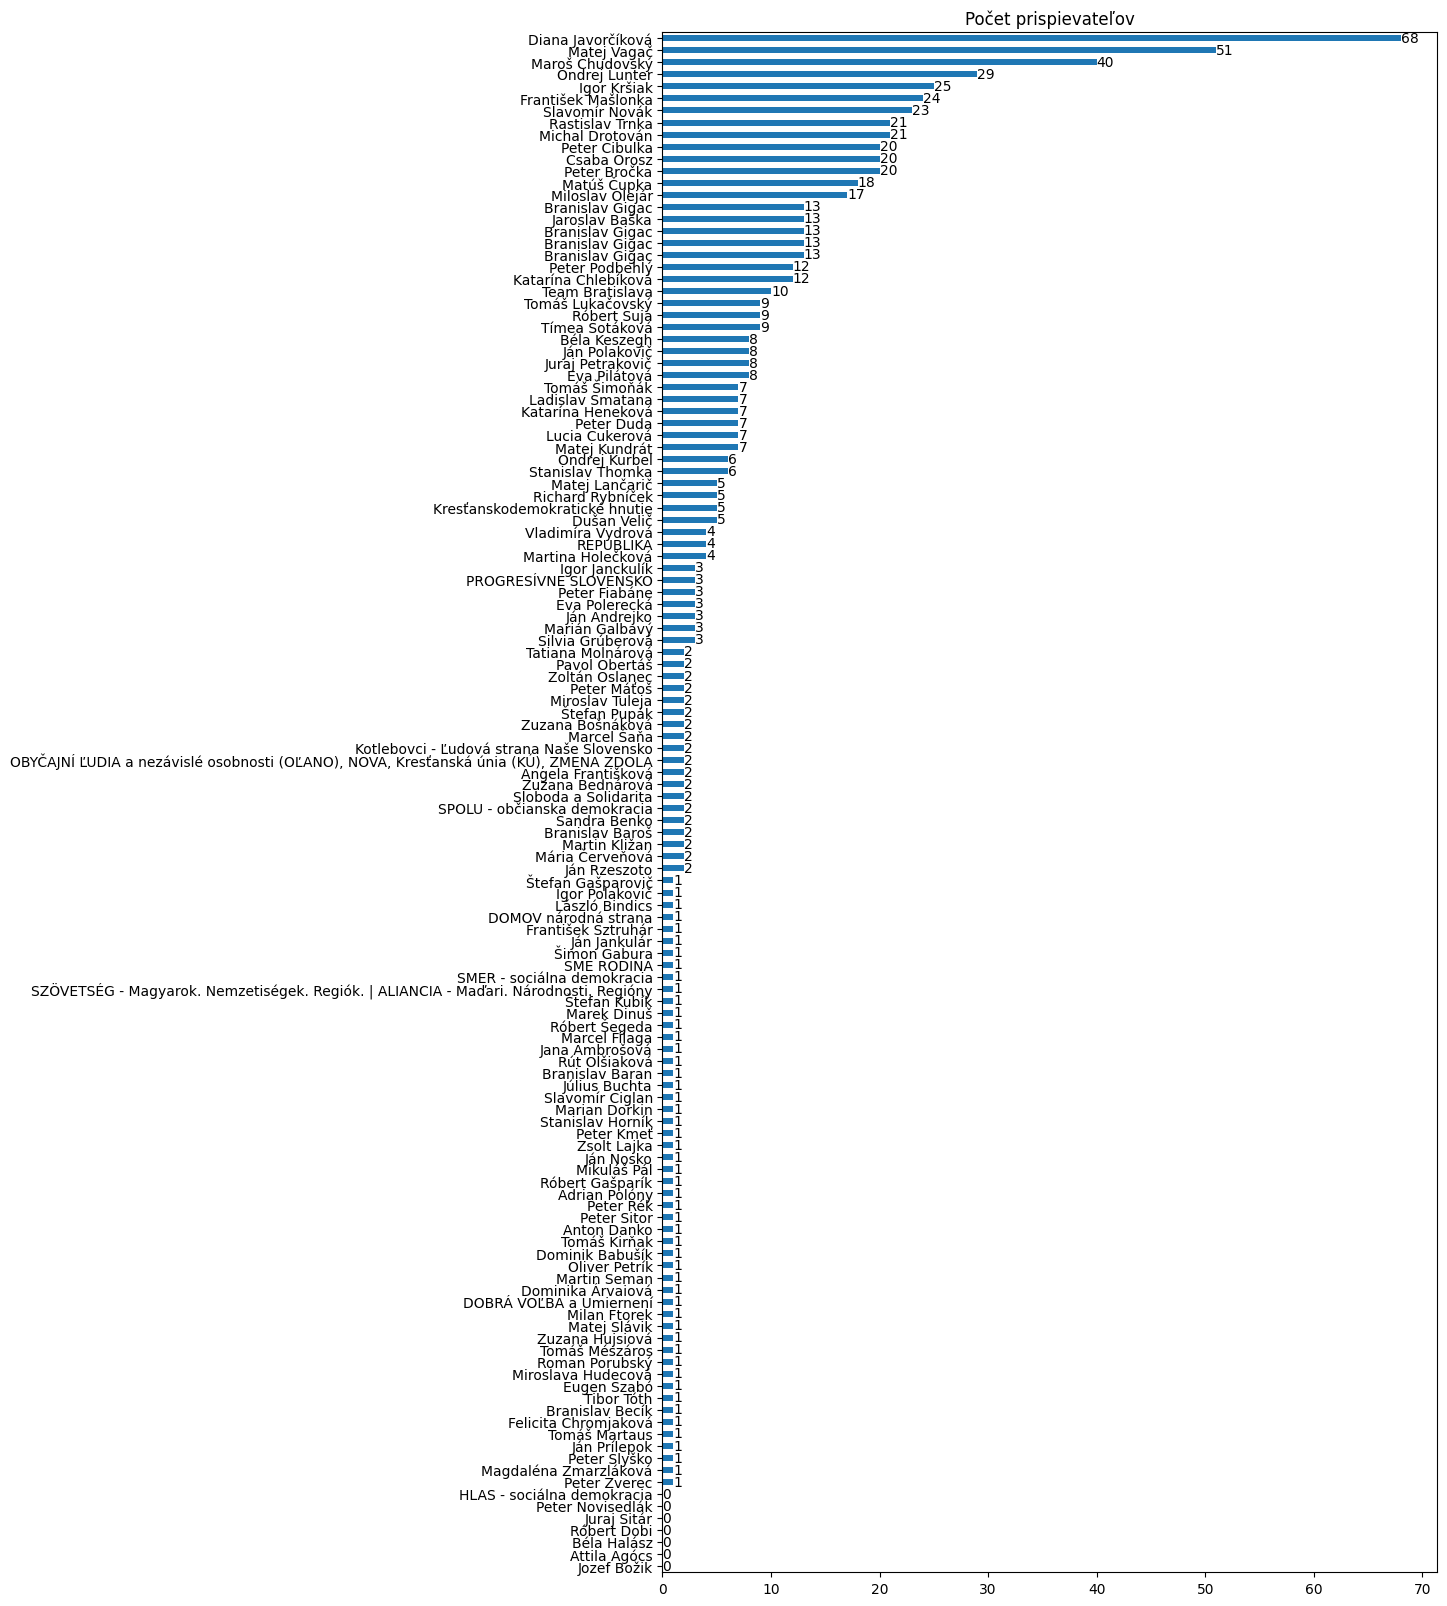 Počet prispievateľov
Diana Javorčíková 68
Matej Vagač 51
Maroš Chudovský 40
Ondrej Lunter 29
Igor Kršiak 25
František Mašlonka 24
Slavomír Novák 23
Rastislav Trnka 21
Michal Drotován 21
Peter Cibulka 20
Csaba Orosz 20
Peter Bročka 20
Matúš Čupka 18
Miloslav Olejár 17
Branislav Gigac 13
Jaroslav Baška 13
Branislav Gigac 13
Branislav Gigac 13
Branislav Gigac 13
Peter Podbehlý 12
Katarína Chlebíková 12
Team Bratislava 10
Tomáš Lukačovský 9
Róbert Suja 9
Tímea Sotáková 9
Béla Keszegh 8
Ján Polakovič 8
Juraj Petrakovič 8
Eva Pilátová 8
Tomáš Šimoňák 7
Ladislav Smatana 7
Katarína Heneková 7
Peter Duda 7
Lucia Cukerová 7
Matej Kundrát 7
Ondrej Kurbel 6
Stanislav Thomka 6
Matej Lančarič 5
Richard Rybníček 5
Kresťanskodemokratické hnutie 5
Dušan Velič 5
Vladimíra Vydrová 4
REPUBLIKA 4
Martina Holečková 4
Igor Janckulík 3
PROGRESÍVNE SLOVENSKO 3
Peter Fiabáne 3
Eva Polerecká 3
Ján Andrejko 3
Marián Galbavý 3
Silvia Grúberová 3
Tatiana Molnárová 2
Pavol Obertáš 2
Zoltán Oslanec 2
Peter Máťoš 2
Miroslav Tuleja 2
Štefan Pupák 2
Zuzana Bošnáková 2
Marcel Šaňa 2
Kotlebovci - Ľudová strana Naše Slovensko 2
OBYČAJNÍ ĽUDIA a nezávislé osobnosti (OĽANO), NOVA, Kresťanská únia (KÚ), ZMENA ZDOLA 2
Angela Františková 2
Zuzana Bednárová 2
Sloboda a Solidarita 2
SPOLU - občianska demokracia 2
Sandra Benko 2
Branislav Baroš 2
Martin Kližan 2
Mária Červeňová 2
Ján Rzeszoto 2
Štefan Gašparovič 1
Igor Polakovič 1
László Bindics 1
DOMOV národná strana 1
František Sztruhár 1
Ján Jankulár 1
Šimon Gabura 1
SME RODINA 1
SMER - sociálna demokracia 1
SZÖVETSÉG - Magyarok. Nemzetiségek. Regiók. | ALIANCIA - Maďari. Národnosti. Regióny 1
Štefan Kubík 1
Marek Dinuš 1
Róbert Šegeda 1
Marcel Filaga 1
Jana Ambrošová 1
Rút Olšiaková 1
Branislav Baran 1
Július Buchta 1
Slavomír Ciglan 1
Marian Dorkin 1
Stanislav Horník 1
Peter Kmeť 1
Zsolt Lajka 1
Ján Nosko 1
Mikuláš Pál 1
Róbert Gašparík 1
Adrian Polóny 1
Peter Rék 1
Peter Sitor 1
Anton Danko 1
Tomáš Kirňak 1
Dominik Babušík 1
Oliver Petrík 1
Martin Seman 1
Dominika Árvaiová 1
DOBRÁ VOĽBA a Umiernení 1
Milan Ftorek 1
Matej Slávik 1
Zuzana Hujsiová 1
Tomáš Mészáros 1
Roman Porubský 1
Miroslava Hudecová 1
Eugen Szabó 1
Tibor Tóth 1
Branislav Becík 1
Felicita Chromjaková 1
Tomáš Martaus 1
Ján Prílepok 1
Peter Slyško 1
Magdaléna Zmarzláková 1
Peter Zverec 1
HLAS - sociálna demokracia 0
Peter Novisedlák 0
Juraj Sitár 0
Róbert Dobi 0
Béla Halász 0
Attila Agócs 0
Jozef Božik 0
0 10 20 30 40 50 60 70